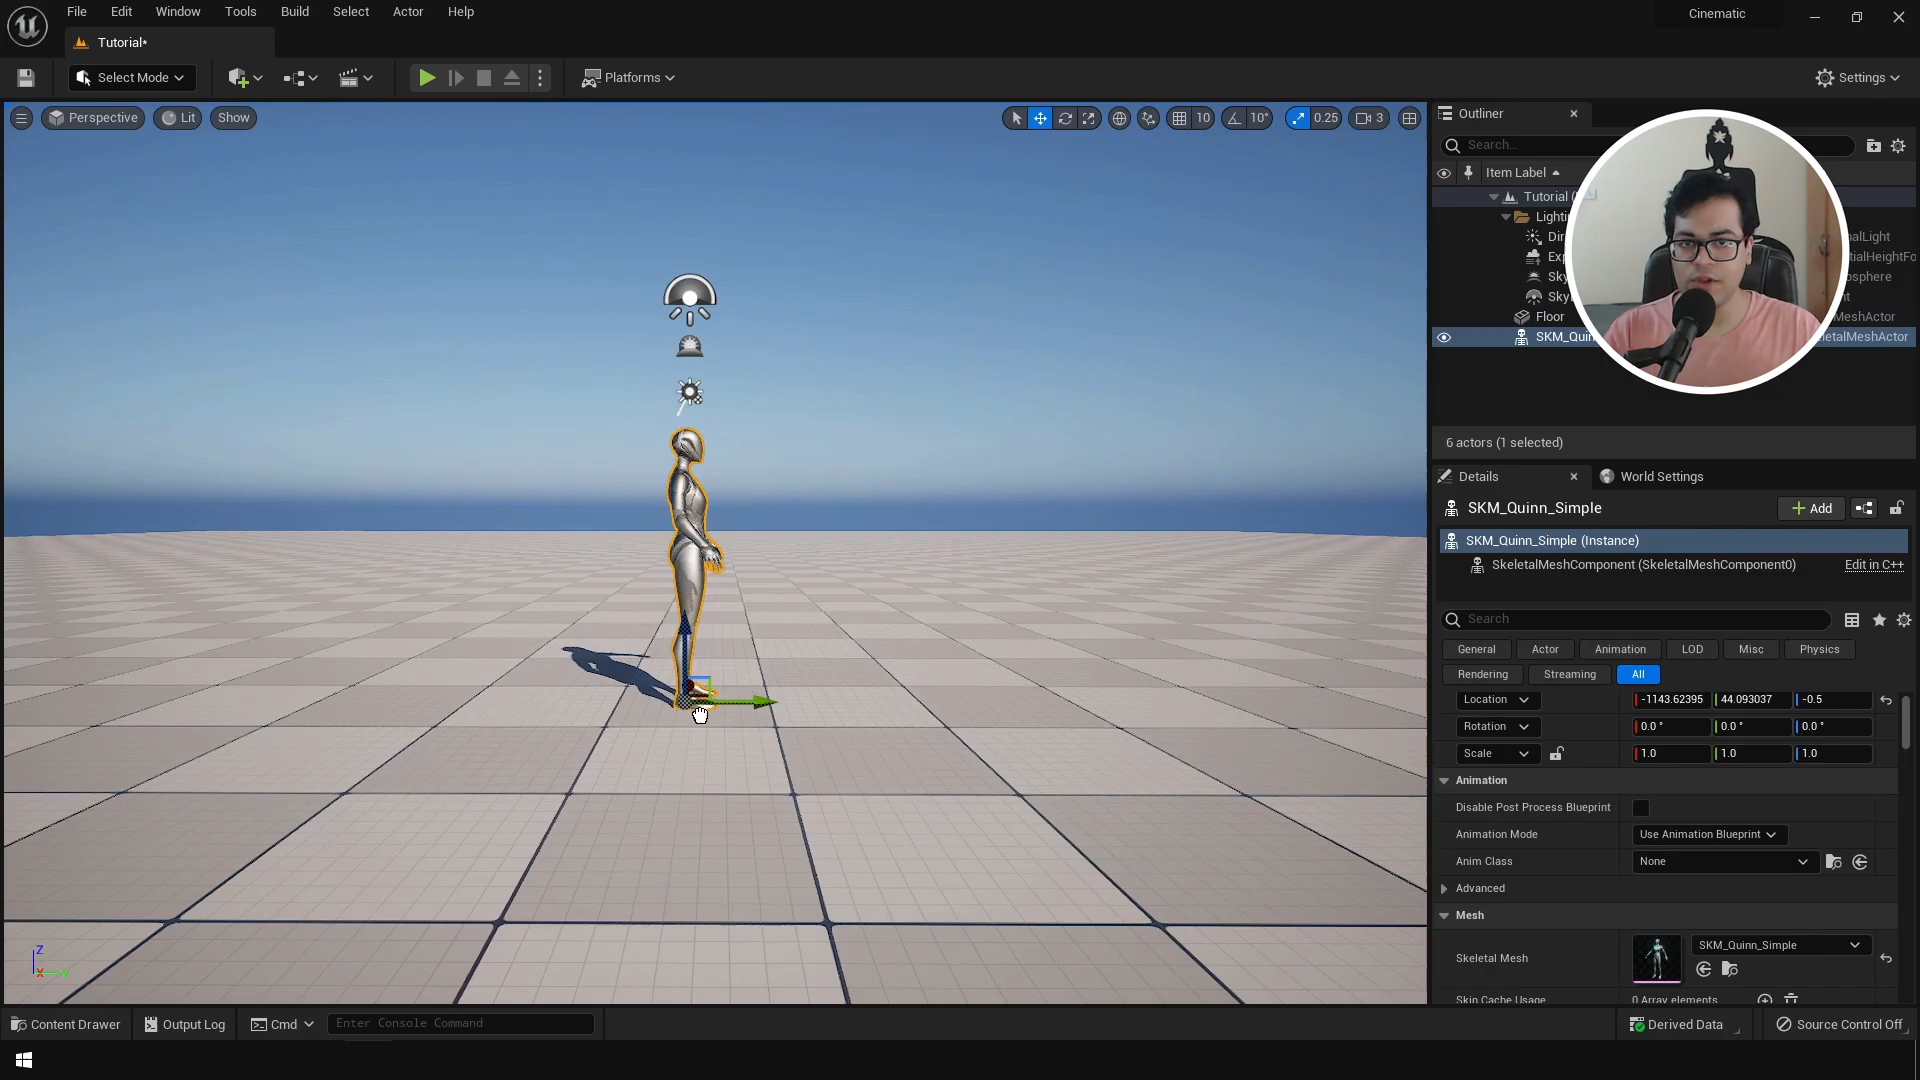 File Edit Window Tools Build Select Actor Help
Cinematic
Tutorial*
Select Mode
Platforms
Settings
Perspective Lit Show
10 10° 0.25 3
Outliner
Search...
Item Label
Tutorial (
Lighti
Dir nalLight
Exp tialHeightFo
Sky osphere
Sky
Floor MeshActor
SKM_Quin etalMeshActor
6 actors (1 selected)
Details World Settings
SKM_Quinn_Simple + Add
SKM_Quinn_Simple (Instance)
SkeletalMeshComponent (SkeletalMeshComponent0) Edit in C++
Search
General Actor Animation LOD Misc Physics
Rendering Streaming All
Location -1143.62395 44.093037 -0.5
Rotation 0.0 ° 0.0 ° 0.0 °
Scale 1.0 1.0 1.0
Animation
Disable Post Process Blueprint
Animation Mode Use Animation Blueprint
Anim Class None
Advanced
Mesh
Skeletal Mesh SKM_Quinn_Simple
Skin Cache Usage 0 Array elements
Z
X Y
Content Drawer Output Log Cmd Enter Console Command
Derived Data Source Control Off